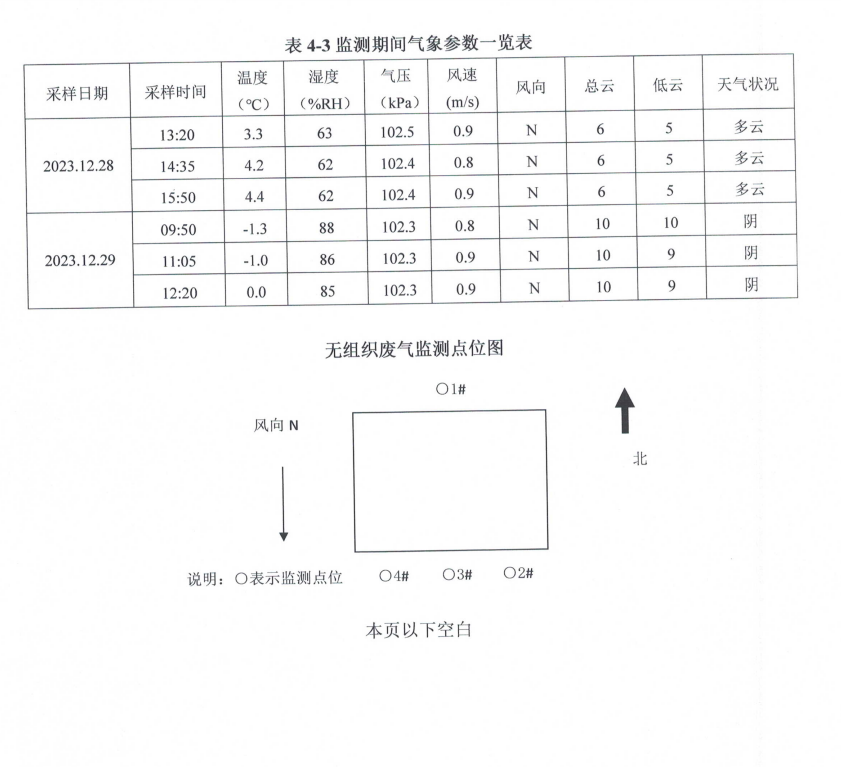 表 4-3 监测期间气象参数一览表
采样日期 采样时间 温度（℃） 湿度（%RH） 气压（kPa） 风速(m/s) 风向 总云 低云 天气状况
2023.12.28 13:20 3.3 63 102.5 0.9 N 6 5 多云
14:35 4.2 62 102.4 0.8 N 6 5 多云
15:50 4.4 62 102.4 0.9 N 6 5 多云
2023.12.29 09:50 -1.3 88 102.3 0.8 N 10 10 阴
11:05 -1.0 86 102.3 0.9 N 10 9 阴
12:20 0.0 85 102.3 0.9 N 10 9 阴
无组织废气监测点位图
○1#
风向 N
北
说明：○表示监测点位 ○4# ○3# ○2#
本页以下空白